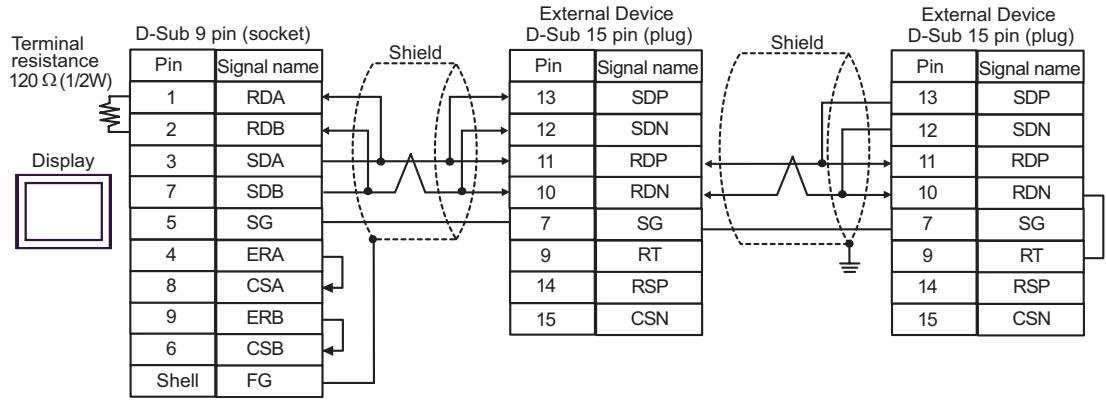 Terminal
resistance
120 Ω (1/2W)
Display
D-Sub 9 pin (socket)
Pin Signal name
1 RDA
2 RDB
3 SDA
7 SDB
5 SG
4 ERA
8 CSA
9 ERB
6 CSB
Shell FG
Shield
External Device
D-Sub 15 pin (plug)
Pin Signal name
13 SDP
12 SDN
11 RDP
10 RDN
7 SG
9 RT
14 RSP
15 CSN
Shield
External Device
D-Sub 15 pin (plug)
Pin Signal name
13 SDP
12 SDN
11 RDP
10 RDN
7 SG
9 RT
14 RSP
15 CSN